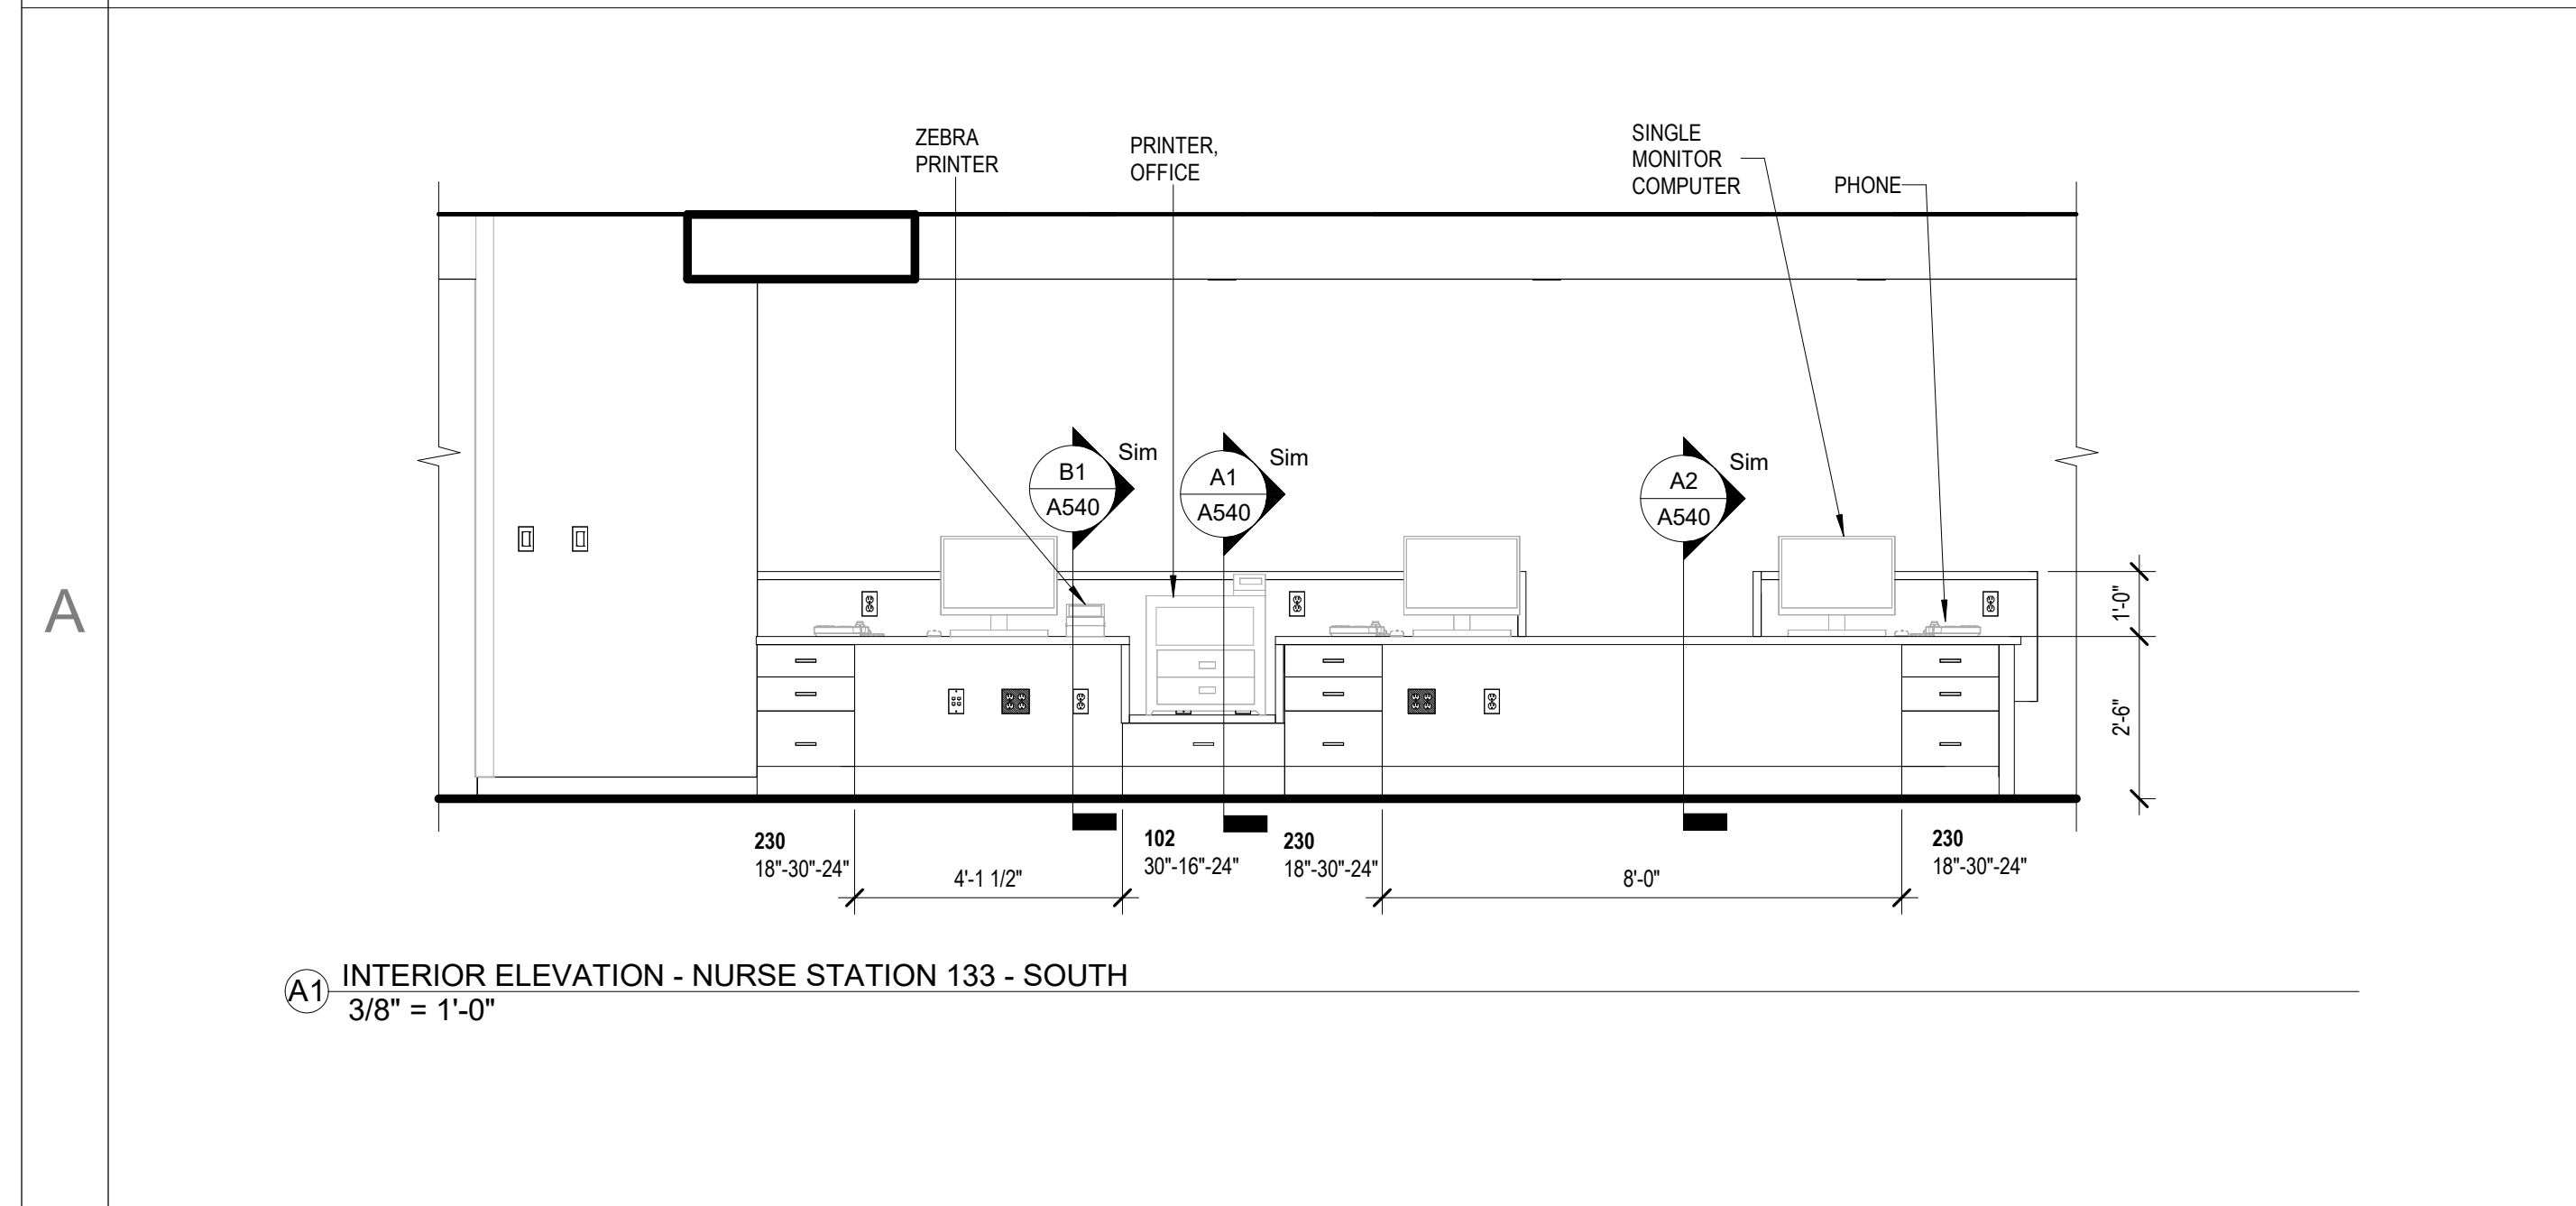 ZEBRA
PRINTER
PRINTER,
OFFICE
SINGLE
MONITOR
COMPUTER
PHONE
B1
A540
Sim
A1
A540
Sim
A2
A540
Sim
A
1'-0"
2'-6"
230
18"-30"-24"
4'-1 1/2"
102
30"-16"-24"
230
18"-30"-24"
8'-0"
230
18"-30"-24"
A1
INTERIOR ELEVATION - NURSE STATION 133 - SOUTH
3/8" = 1'-0"